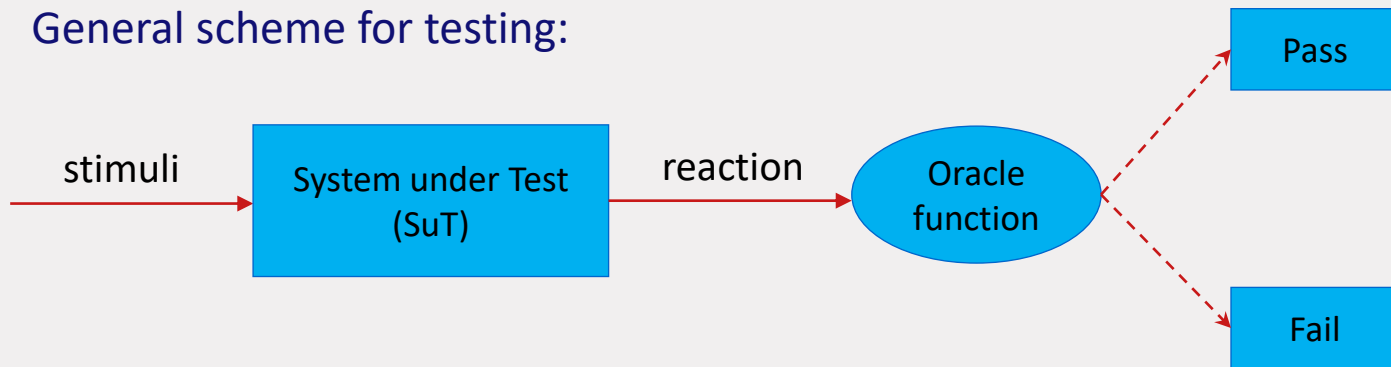 General scheme for testing:
Pass
stimuli
System under Test
(SuT)
reaction
Oracle
function
Fail